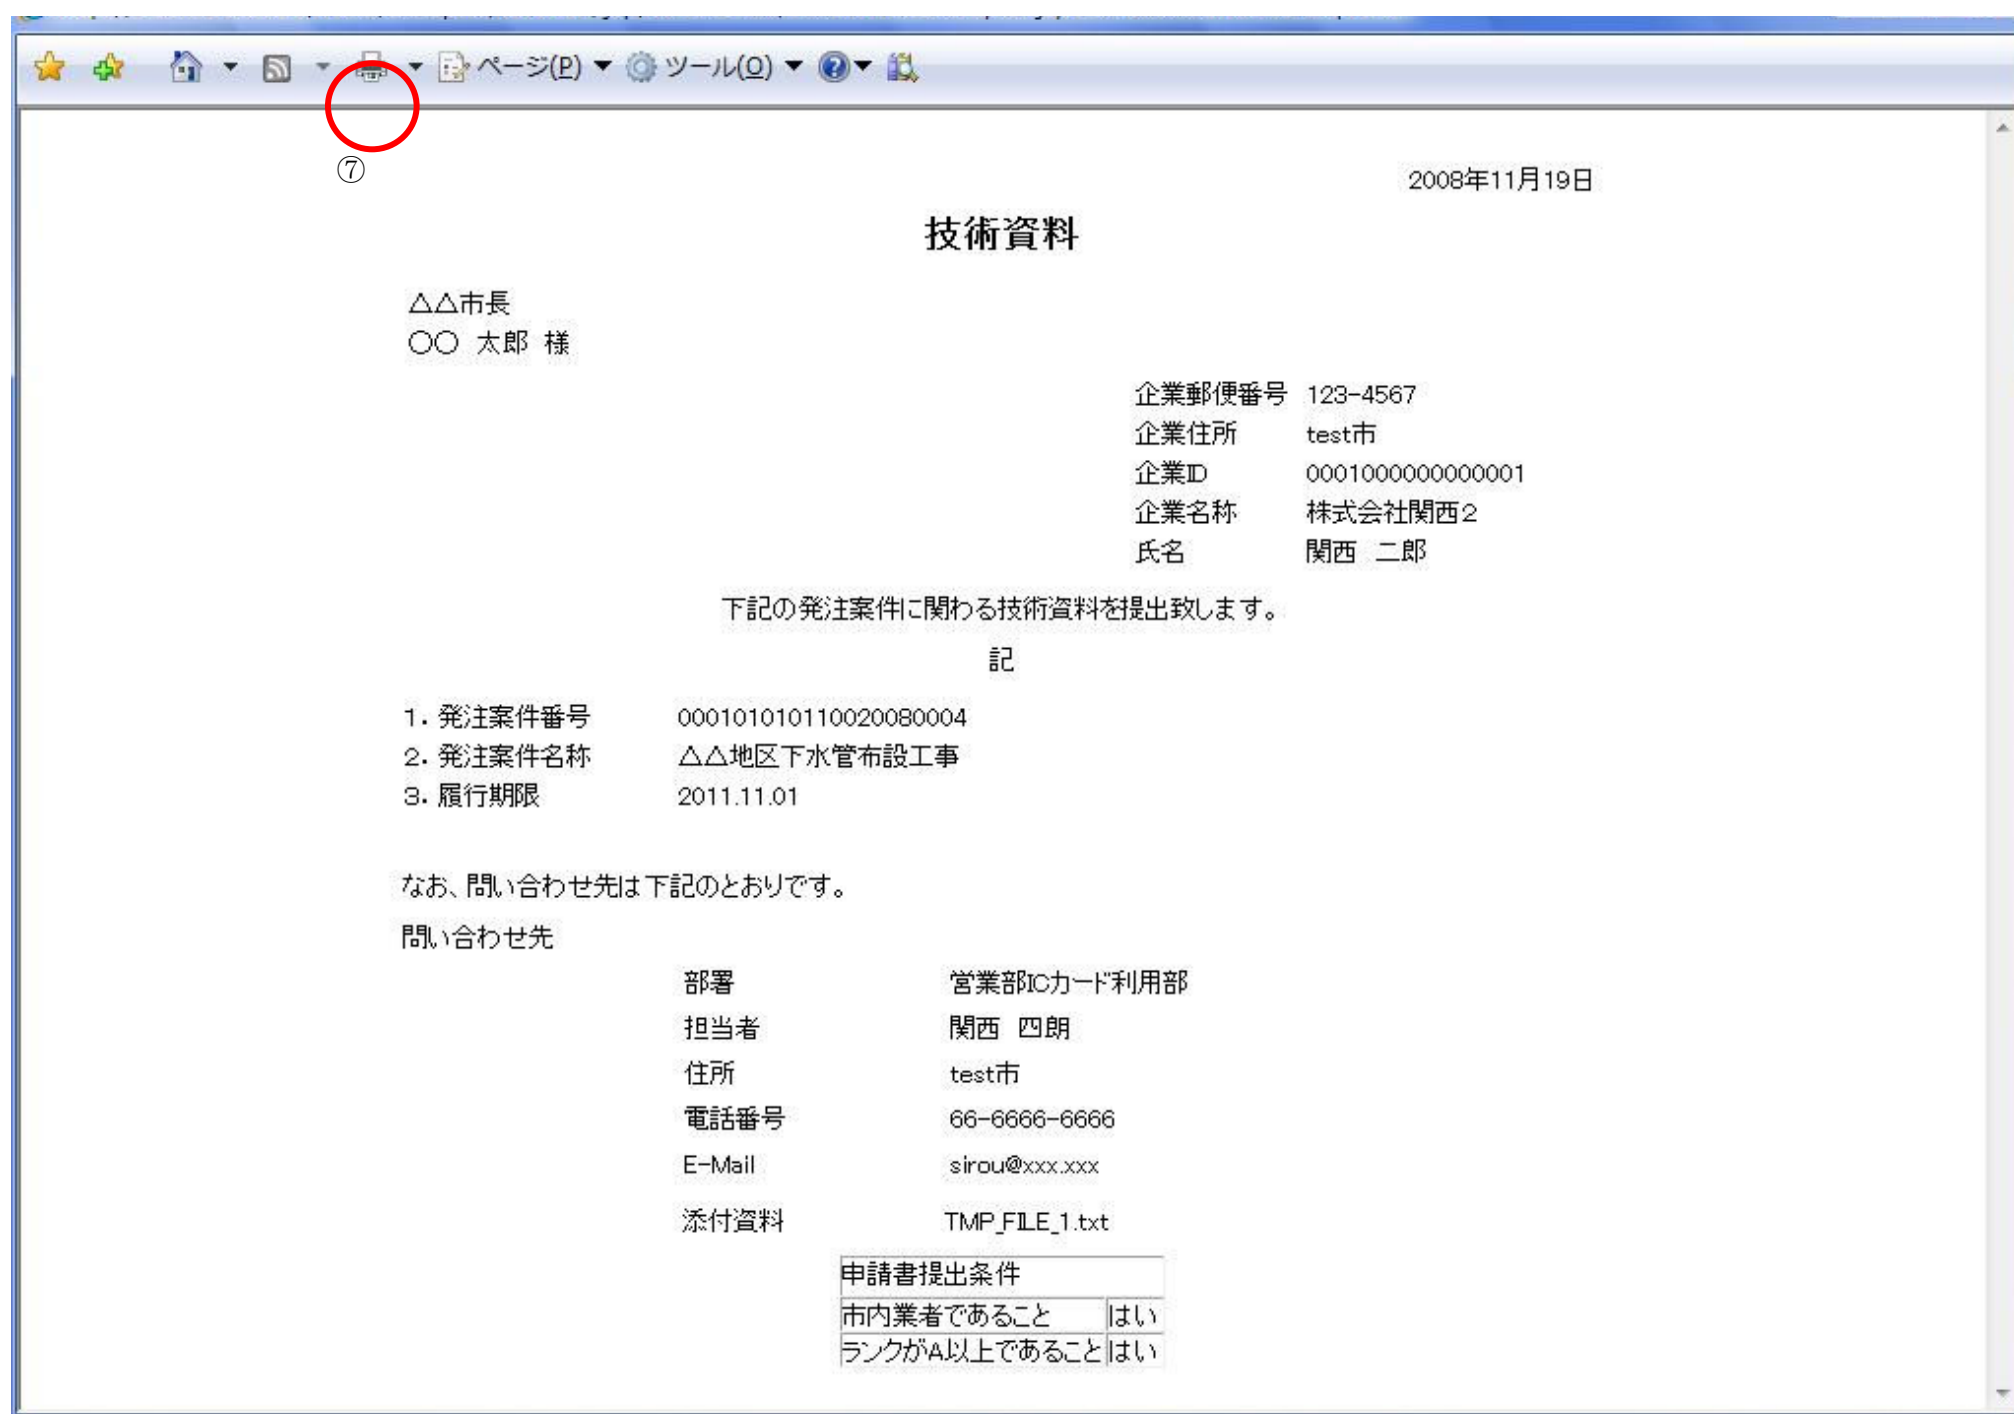 ページ(P) ツール(O)
⑦
2008年11月19日
技術資料
△△市長
〇〇 太郎 様
企業郵便番号 123-4567
企業住所 test市
企業ID 0001000000000001
企業名称 株式会社関西2
氏名 関西 二郎
下記の発注案件に関わる技術資料を提出致します。
記
1. 発注案件番号 000101010110020080004
2. 発注案件名称 △△地区下水管布設工事
3. 履行期限 2011.11.01
なお、問い合わせ先は下記のとおりです。
問い合わせ先
部署 営業部ICカード利用部
担当者 関西 四朗
住所 test市
電話番号 66-6666-6666
E-Mail sirou@xxx.xxx
添付資料 TMP_FILE_1.txt
申請書提出条件
市内業者であること はい
ランクがA以上であること はい